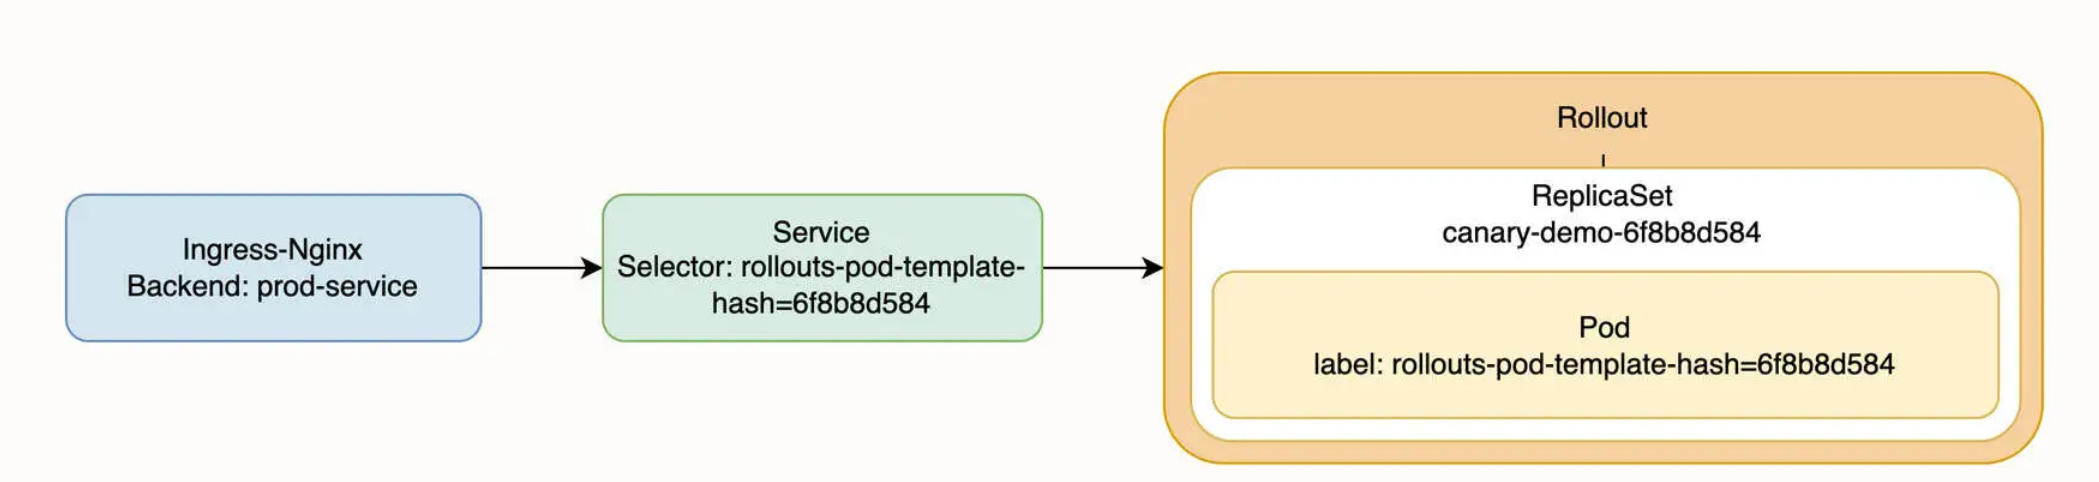 Ingress-Nginx
Backend: prod-service
Service
Selector: rollouts-pod-template-
hash=6f8b8d584
Rollout
ReplicaSet
canary-demo-6f8b8d584
Pod
label: rollouts-pod-template-hash=6f8b8d584